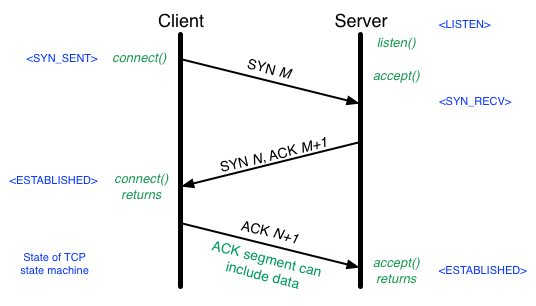 Client
Server
<LISTEN>
listen()
<SYN_SENT>
connect()
SYN M
accept()
<SYN_RECV>
SYN N, ACK M+1
<ESTABLISHED>
connect()
returns
ACK N+1
ACK segment can
include data
State of TCP
state machine
accept()
returns
<ESTABLISHED>